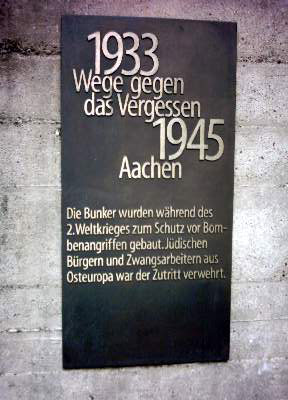 1933
Wege gegen
das Vergessen
1945
Aachen
Die Bunker wurden während des
2.Weltkrieges zum Schutz vor Bom-
benangriffen gebaut. Jüdischen
Bürgern und Zwangsarbeitern aus
Osteuropa war der Zutritt verwehrt.